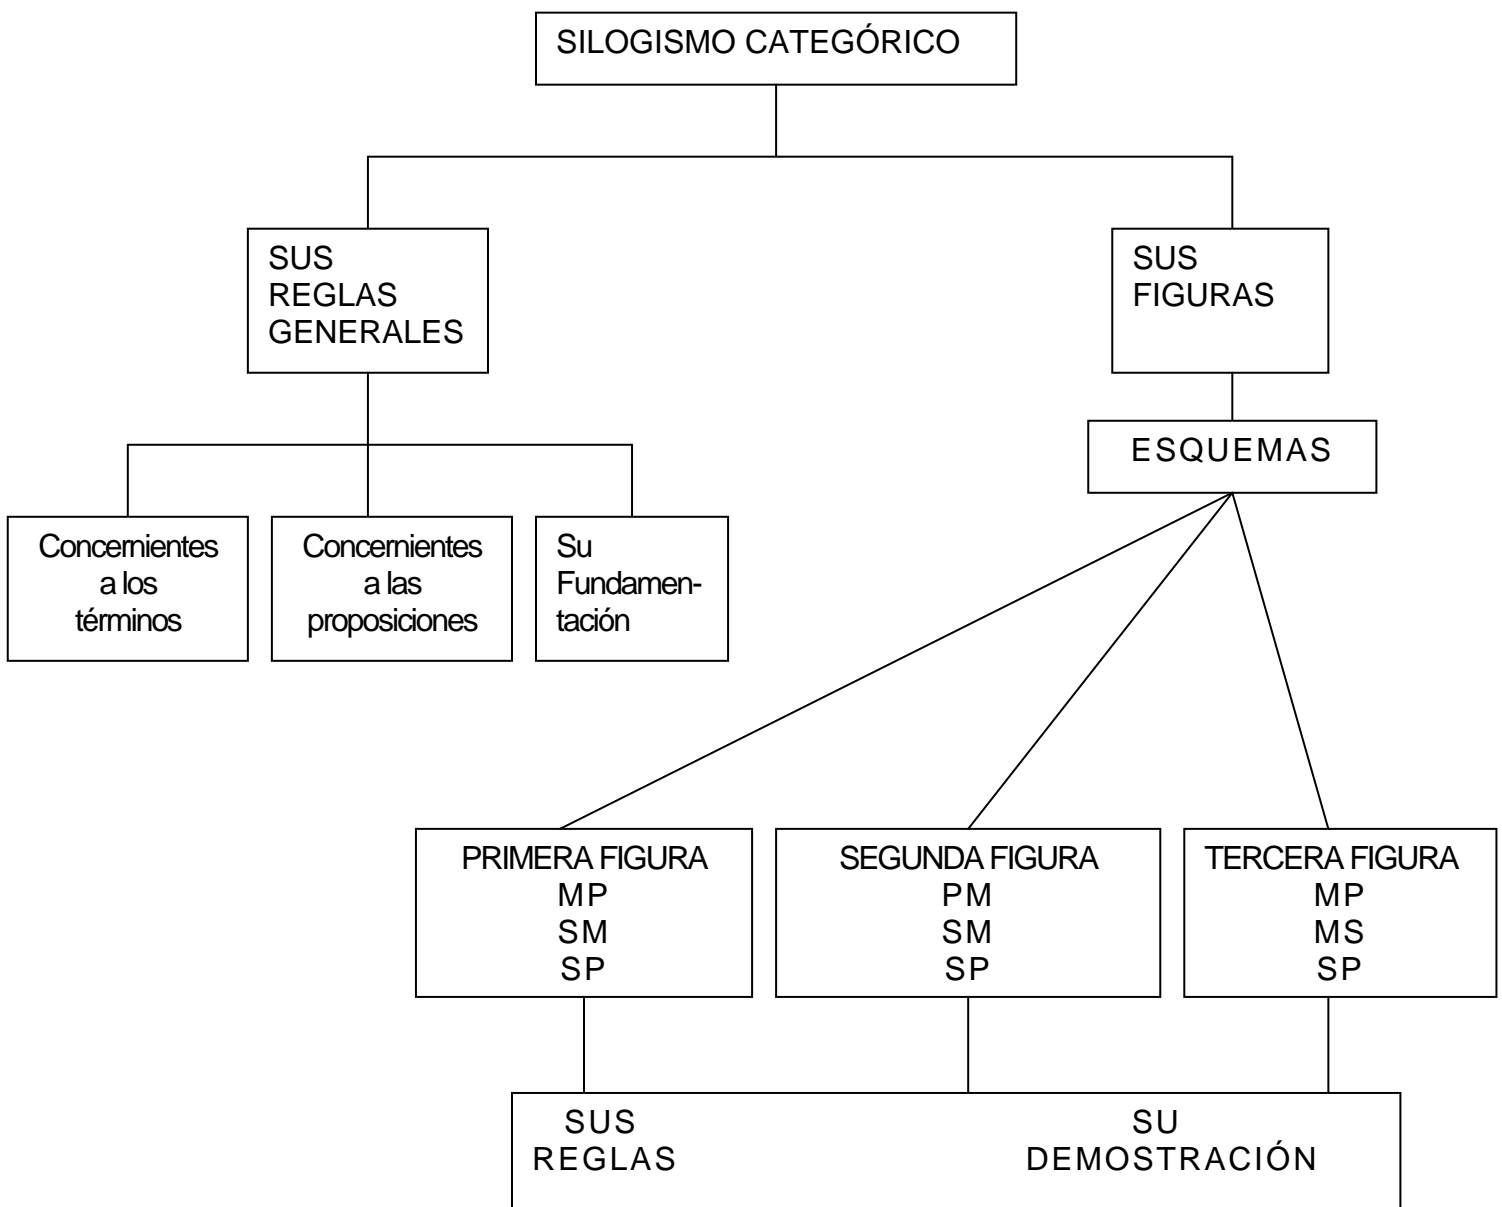 SILOGISMO CATEGÓRICO
SUS
REGLAS
GENERALES
SUS
FIGURAS
ESQUEMAS
Concernientes
a los
términos
Concernientes
a las
proposiciones
Su
Fundamen-
tación
PRIMERA FIGURA
MP
SM
SP
SEGUNDA FIGURA
PM
SM
SP
TERCERA FIGURA
MP
MS
SP
SUS
REGLAS
SU
DEMOSTRACIÓN